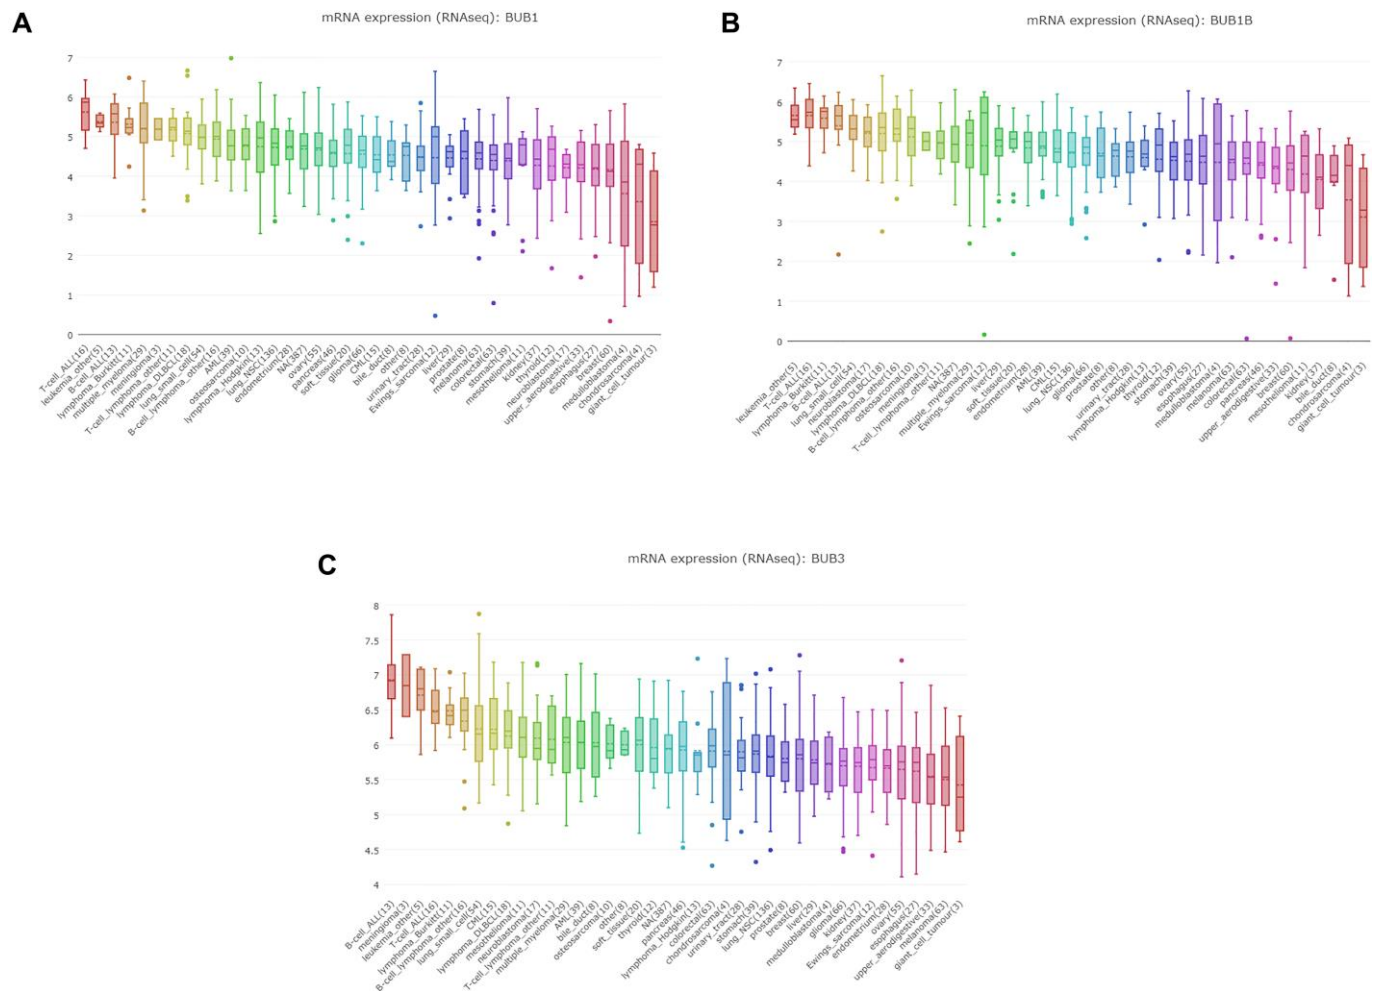 A
mRNA expression (RNAseq): BUB1
7
6
5
4
3
2
1
0
T-cell_ALL(16)
leukemia_other(5)
B-cell_ALL(13)
lymphoma_Burkitt(11)
multiple_myeloma(29)
meningioma(3)
T-cell_lymphoma_other(11)
lymphoma_DLBCL(18)
lung_small_cell(54)
B-cell_lymphoma_other(16)
AML(39)
osteosarcoma(10)
lymphoma_Hodgkin(13)
lung_NSC(136)
endometrium(28)
NA(387)
ovary(55)
pancreas(46)
soft_tissue(20)
glioma(66)
CML(15)
bile_duct(8)
other(8)
urinary_tract(28)
Ewings_sarcoma(12)
liver(29)
prostate(8)
melanoma(63)
colorectal(63)
stomach(39)
mesothelioma(11)
kidney(37)
thyroid(12)
neuroblastoma(17)
upper_aerodigestive(33)
esophagus(27)
breast(60)
medulloblastoma(4)
chondrosarcoma(4)
giant_cell_tumour(3)
B
mRNA expression (RNAseq): BUB1B
7
6
5
4
3
2
1
0
leukemia_other(5)
T-cell_ALL(16)
lymphoma_Burkitt(11)
B-cell_ALL(13)
lung_small_cell(54)
neuroblastoma(17)
lymphoma_DLBCL(18)
B-cell_lymphoma_other(16)
osteosarcoma(10)
meningioma(3)
T-cell_lymphoma_other(11)
NA(387)
multiple_myeloma(29)
Ewings_sarcoma(12)
liver(29)
soft_tissue(20)
endometrium(28)
AML(39)
CML(15)
lung_NSC(136)
glioma(66)
prostate(8)
other(8)
urinary_tract(28)
lymphoma_Hodgkin(13)
thyroid(12)
stomach(39)
ovary(55)
esophagus(27)
medulloblastoma(4)
melanoma(63)
colorectal(63)
pancreas(46)
upper_aerodigestive(33)
breast(60)
mesothelioma(11)
kidney(37)
bile_duct(8)
chondrosarcoma(4)
giant_cell_tumour(3)
C
mRNA expression (RNAseq): BUB3
8
7.5
7
6.5
6
5.5
5
4.5
4
B-cell_ALL(13)
meningioma(3)
leukemia_other(5)
T-cell_ALL(16)
lymphoma_Burkitt(11)
B-cell_lymphoma_other(16)
lung_small_cell(54)
CML(15)
lymphoma_DLBCL(18)
mesothelioma(11)
neuroblastoma(17)
T-cell_lymphoma_other(11)
multiple_myeloma(29)
AML(39)
bile_duct(8)
osteosarcoma(10)
other(8)
soft_tissue(20)
thyroid(12)
NA(387)
pancreas(46)
lymphoma_Hodgkin(13)
colorectal(63)
chondrosarcoma(4)
urinary_tract(28)
stomach(39)
lung_NSC(136)
prostate(8)
breast(60)
liver(29)
medulloblastoma(4)
glioma(66)
kidney(37)
Ewings_sarcoma(12)
endometrium(28)
ovary(55)
esophagus(27)
upper_aerodigestive(33)
melanoma(63)
giant_cell_tumour(3)